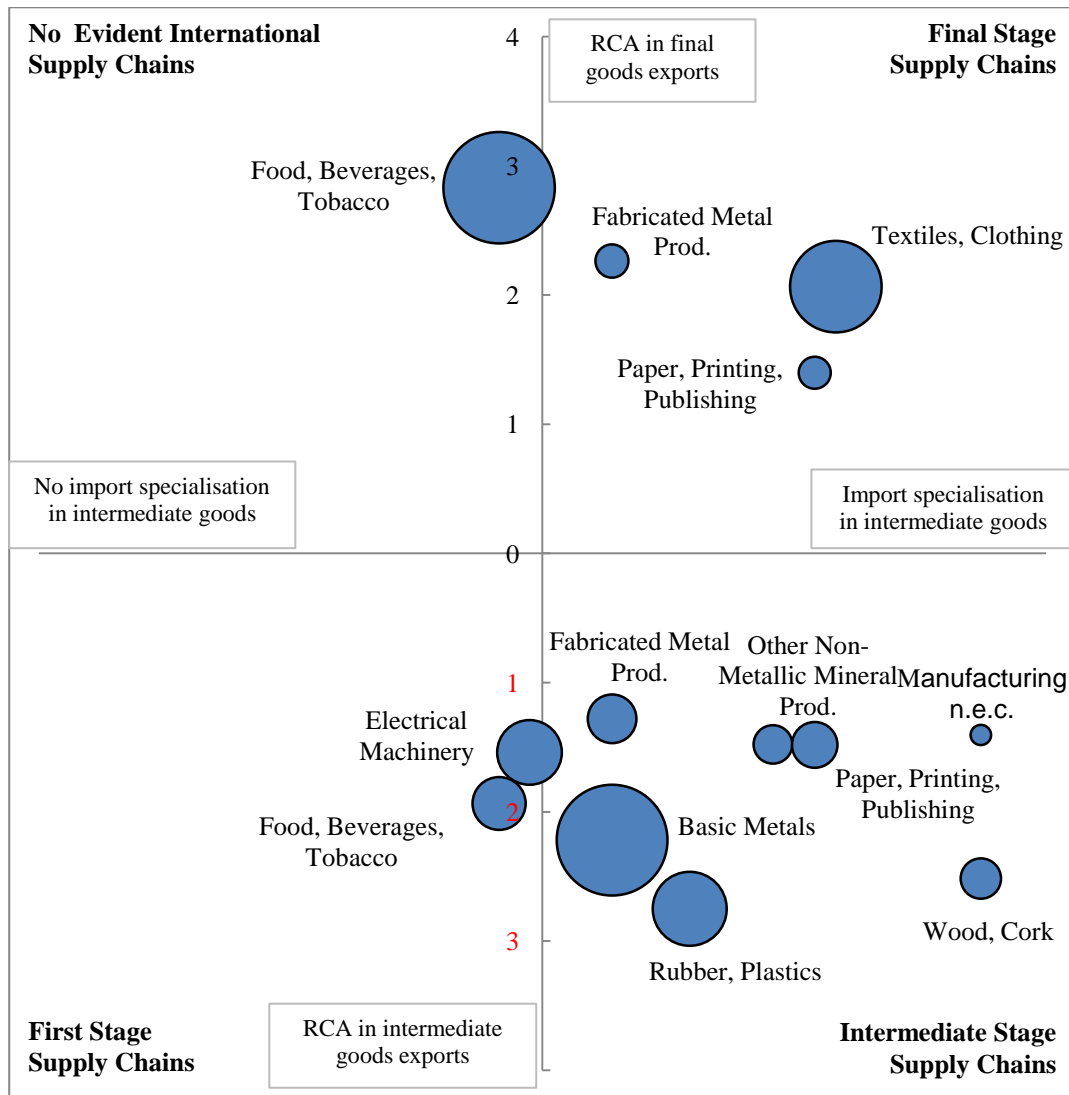 No  Evident International
Supply Chains
4
RCA in final
goods exports
Final Stage
Supply Chains
Food, Beverages,
Tobacco
3
Fabricated Metal
Prod.
Textiles, Clothing
2
Paper, Printing,
Publishing
1
No import specialisation
in intermediate goods
Import specialisation
in intermediate goods
0
Fabricated Metal
Prod.
Other Non-
Metallic Mineral
Prod.
Manufacturing
n.e.c.
1
Electrical
Machinery
Paper, Printing,
Publishing
2
Food, Beverages,
Tobacco
Basic Metals
Wood, Cork
3
Rubber, Plastics
First Stage
Supply Chains
RCA in intermediate
goods exports
Intermediate Stage
Supply Chains